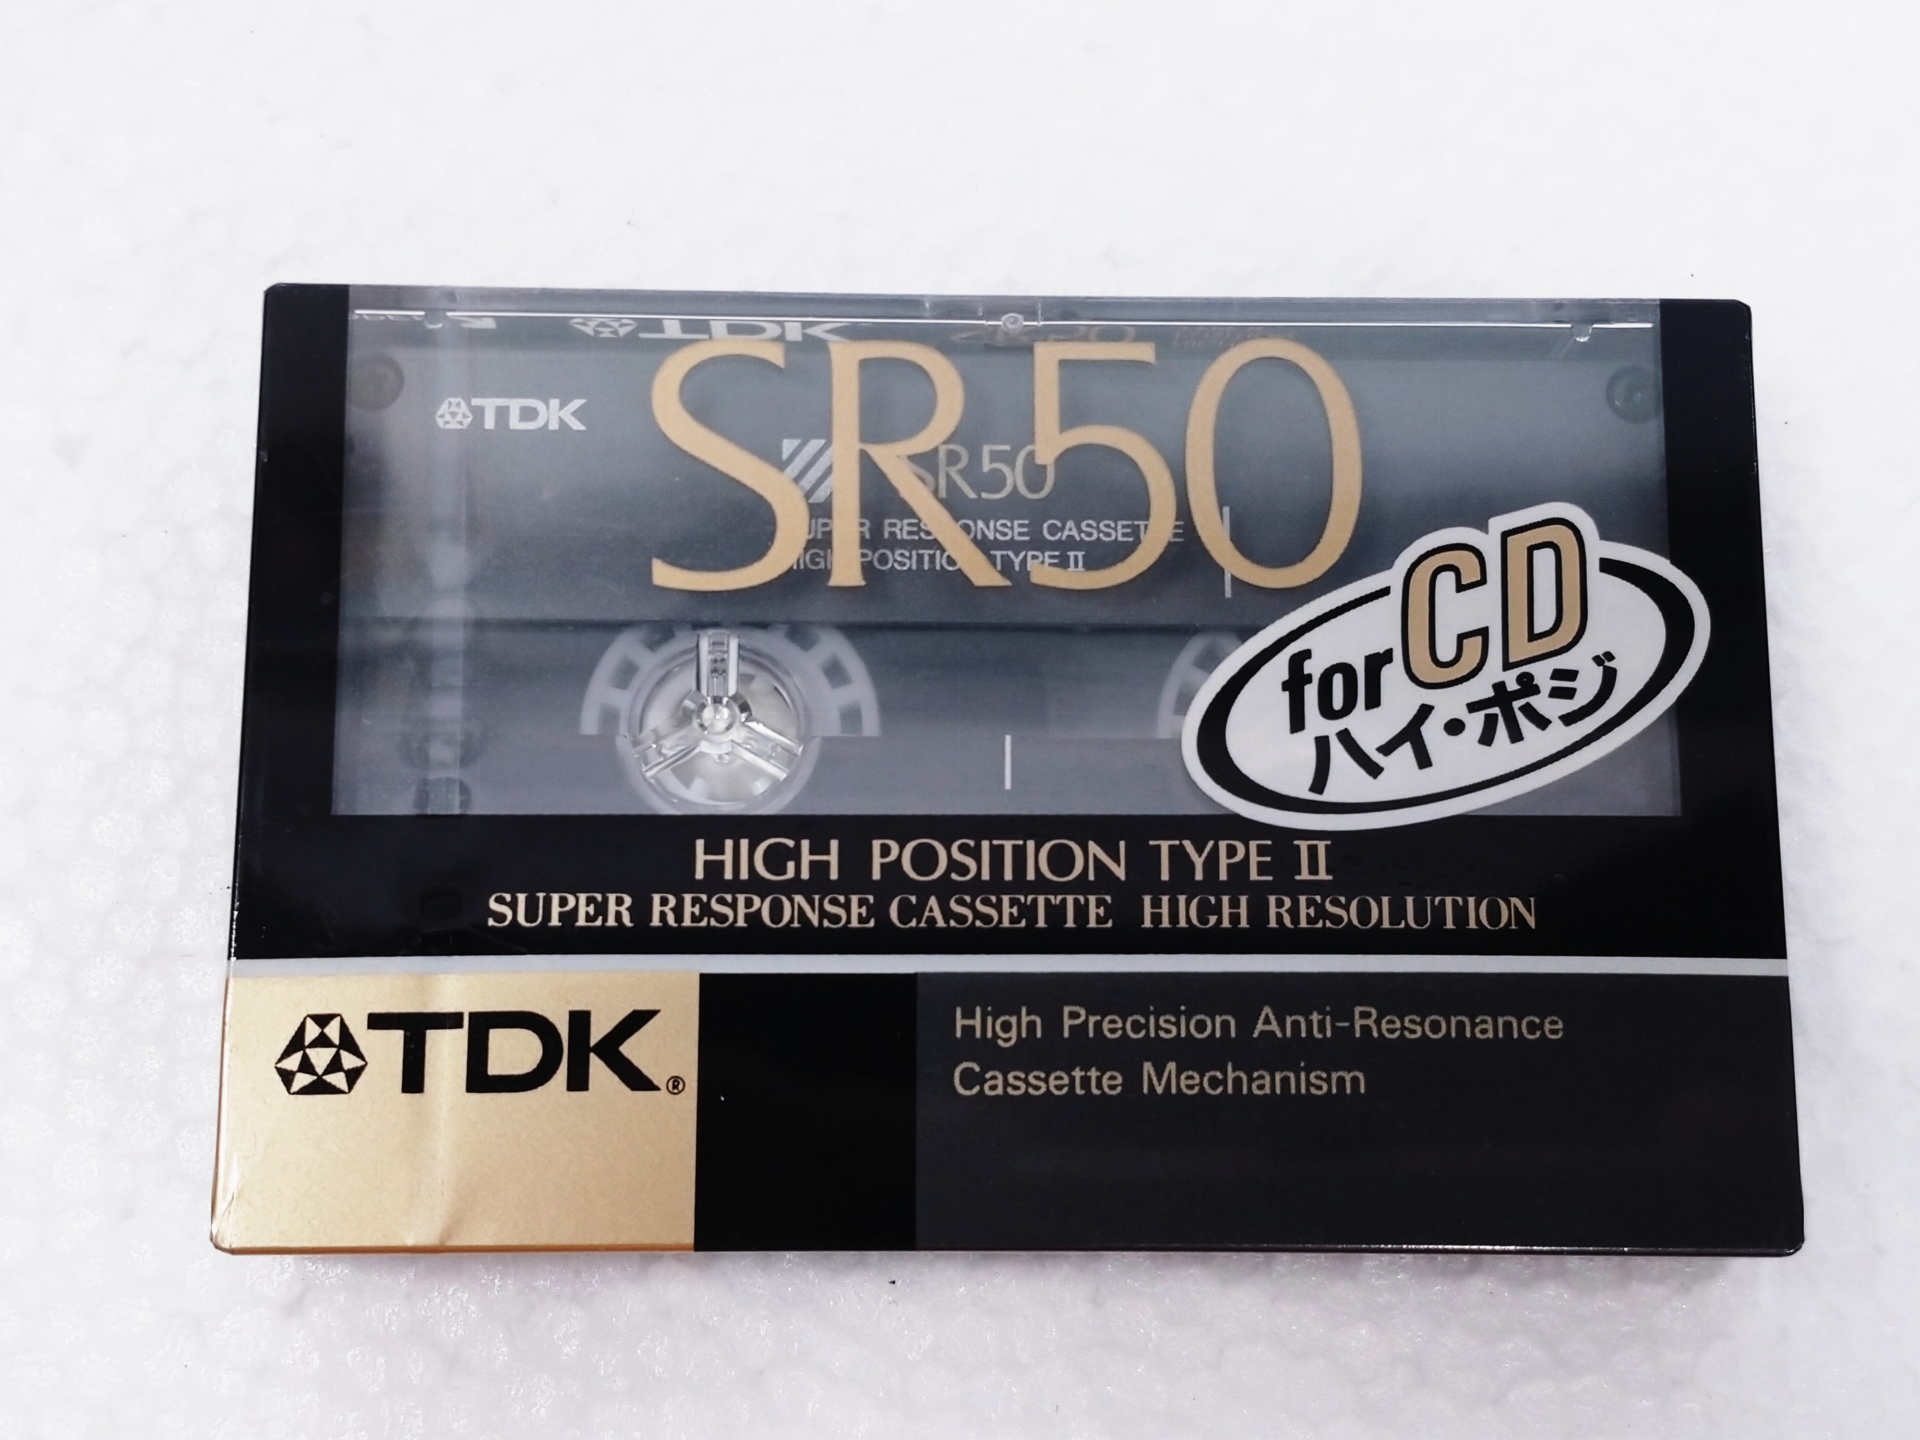 TDK
SR50
TDK
SR50
SUPER RESPONSE CASSETTE
HIGH POSITION TYPE II
for CD
ハイ・ポジ
HIGH POSITION TYPE II
SUPER RESPONSE CASSETTE HIGH RESOLUTION
TDK®
High Precision Anti-Resonance
Cassette Mechanism